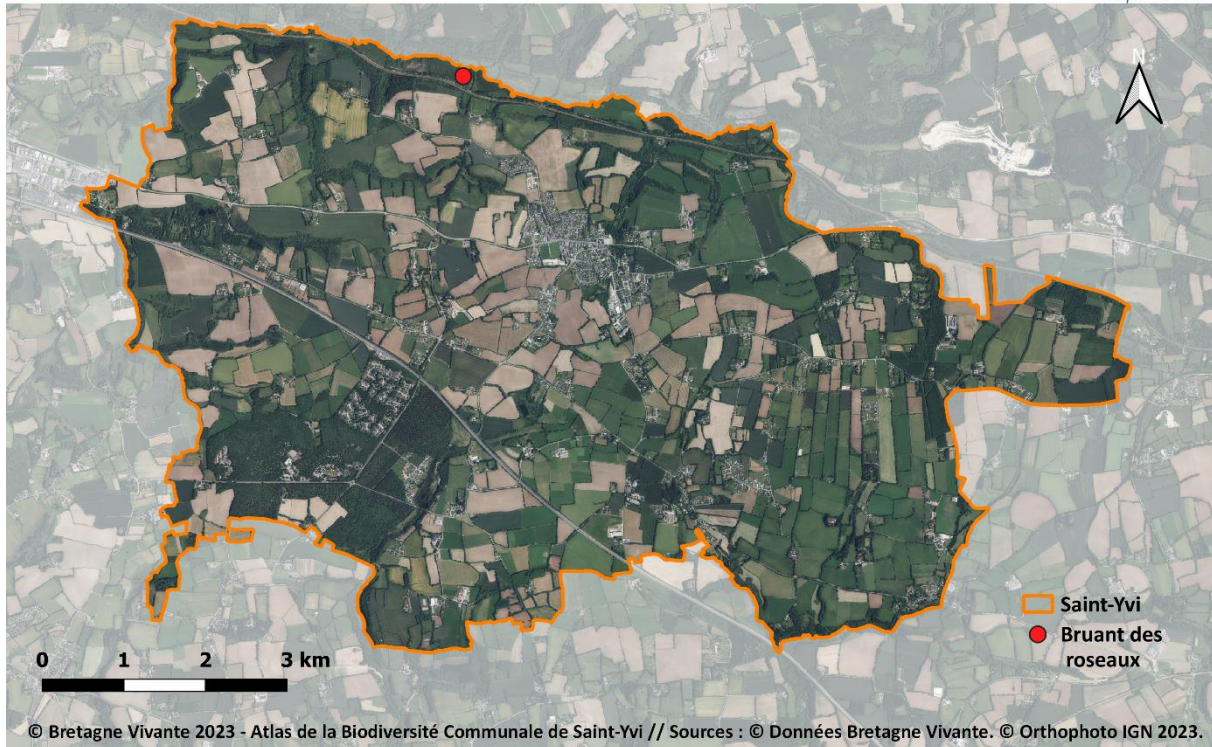 N
Saint-Yvi
Bruant des
roseaux
0 1 2 3 km
© Bretagne Vivante 2023 - Atlas de la Biodiversité Communale de Saint-Yvi // Sources : © Données Bretagne Vivante. © Orthophoto IGN 2023.